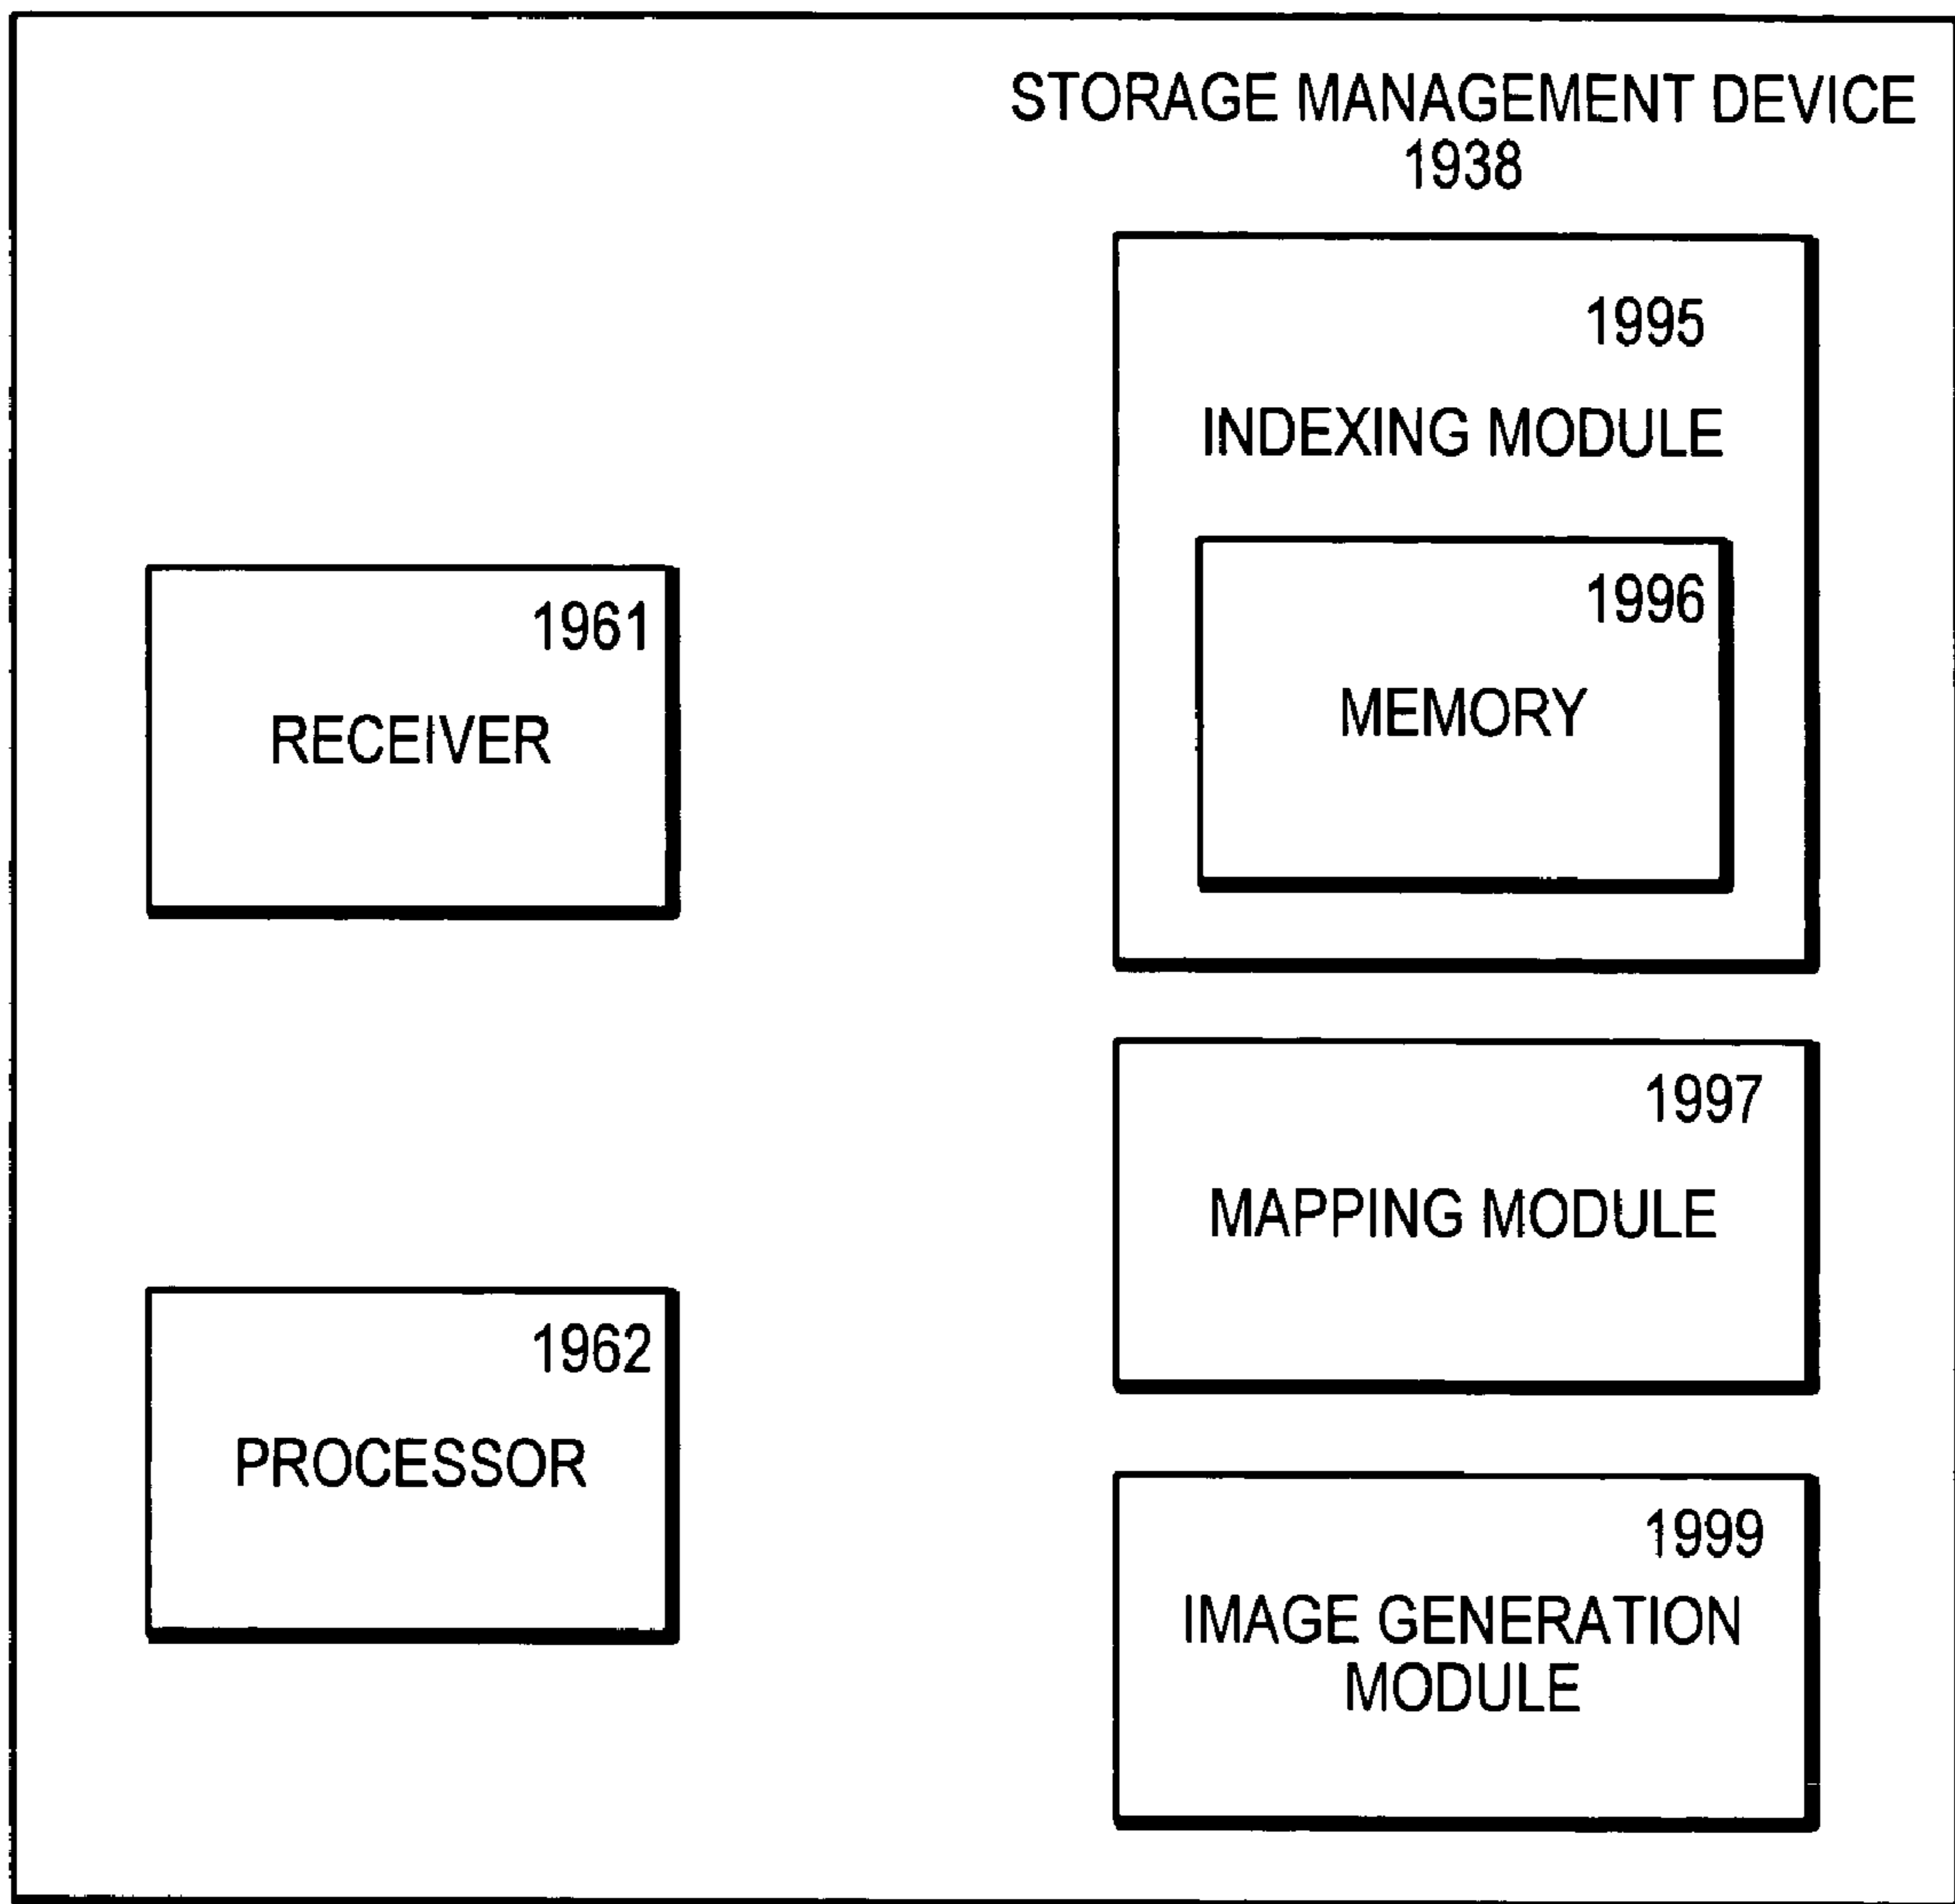 STORAGE MANAGEMENT DEVICE
1938
1995
INDEXING MODULE
1996
MEMORY
1961
RECEIVER
1997
MAPPING MODULE
1962
PROCESSOR
1999
IMAGE GENERATION
MODULE